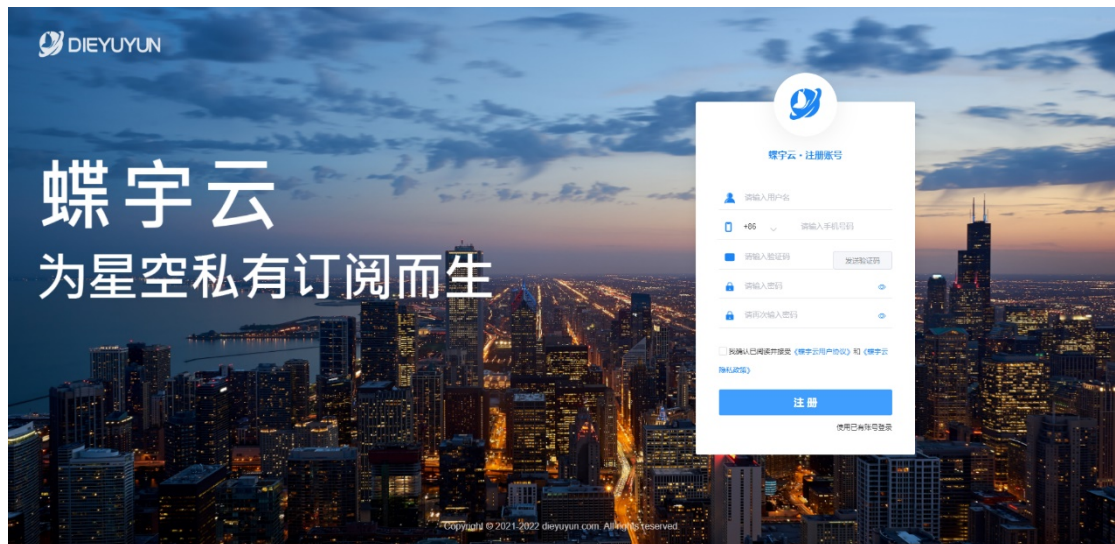 DIEYUYUN
蝶宇云
为星空私有订阅而生
蝶宇云·注册账号
请输入用户名
+86 请输入手机号码
请输入验证码 发送验证码
请输入密码
请再次输入密码
我确认已阅读并接受《蝶宇云用户协议》和《蝶宇云
隐私政策》
注册
使用已有账号登录
Copyright © 2021-2022 dieyuyun.com. All rights reserved.